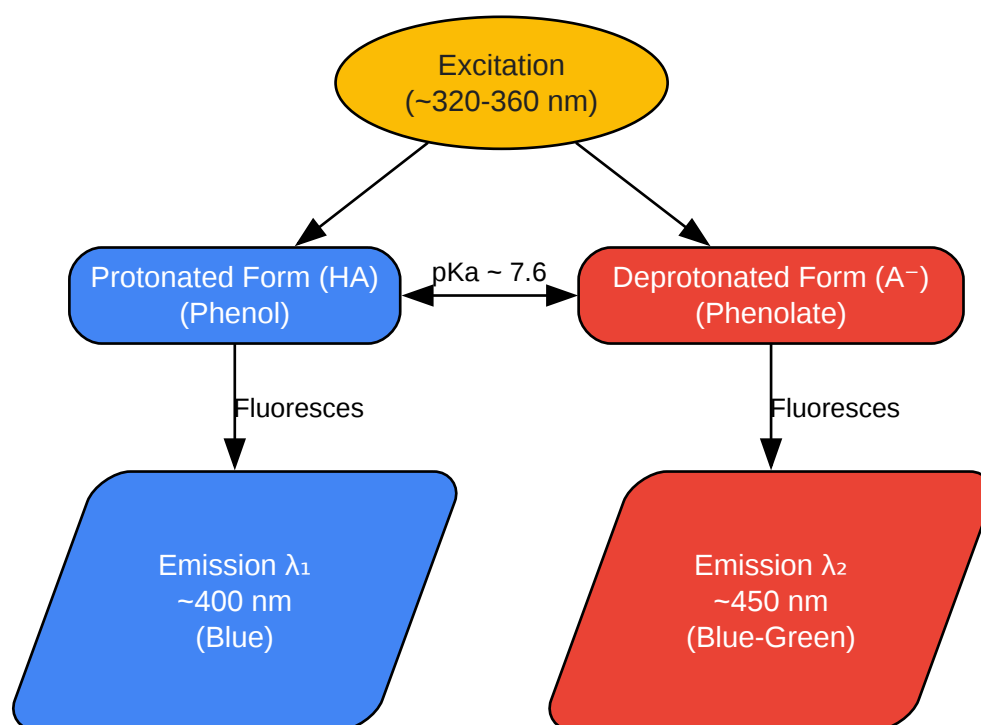 Excitation
(~320-360 nm)
Protonated Form (HA)
(Phenol)
pKa ~ 7.6
Deprotonated Form (A⁻)
(Phenolate)
Fluoresces
Fluoresces
Emission λ₁
~400 nm
(Blue)
Emission λ₂
~450 nm
(Blue-Green)